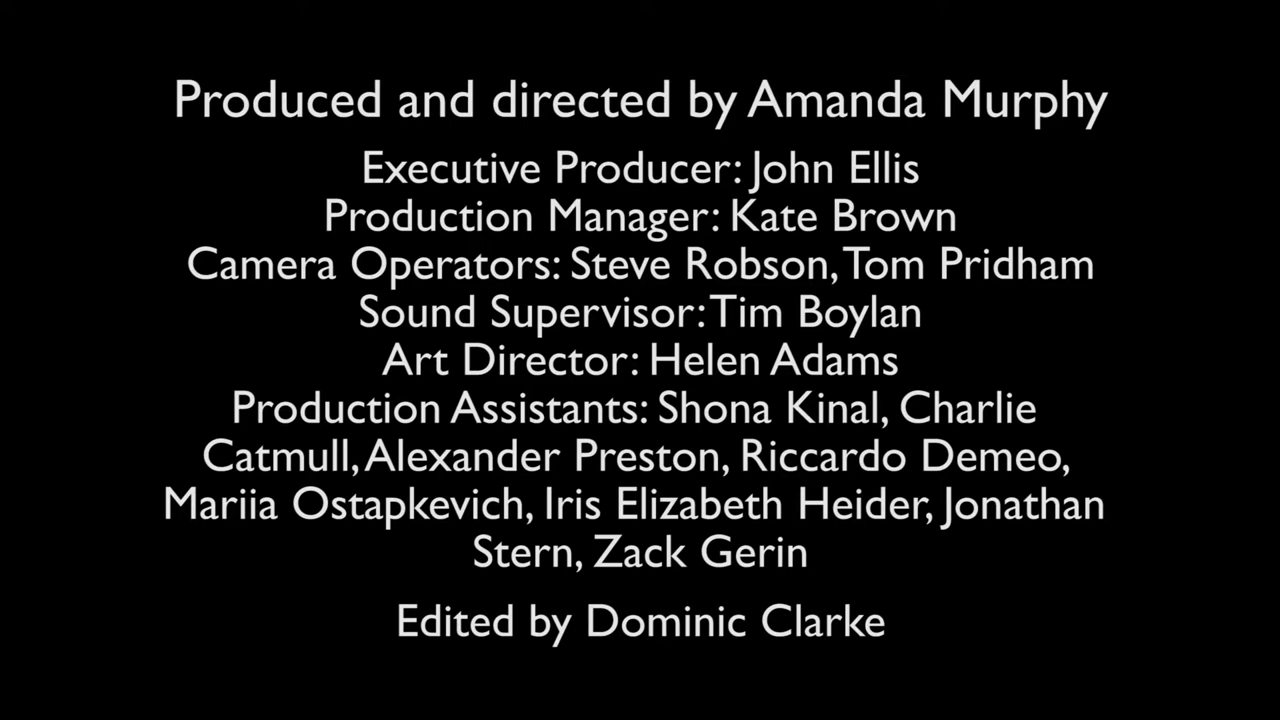 Produced and directed by Amanda Murphy
Executive Producer: John Ellis
Production Manager: Kate Brown
Camera Operators: Steve Robson, Tom Pridham
Sound Supervisor: Tim Boylan
Art Director: Helen Adams
Production Assistants: Shona Kinal, Charlie
Catmull, Alexander Preston, Riccardo Demeo,
Mariia Ostapkevich, Iris Elizabeth Heider, Jonathan
Stern, Zack Gerin
Edited by Dominic Clarke